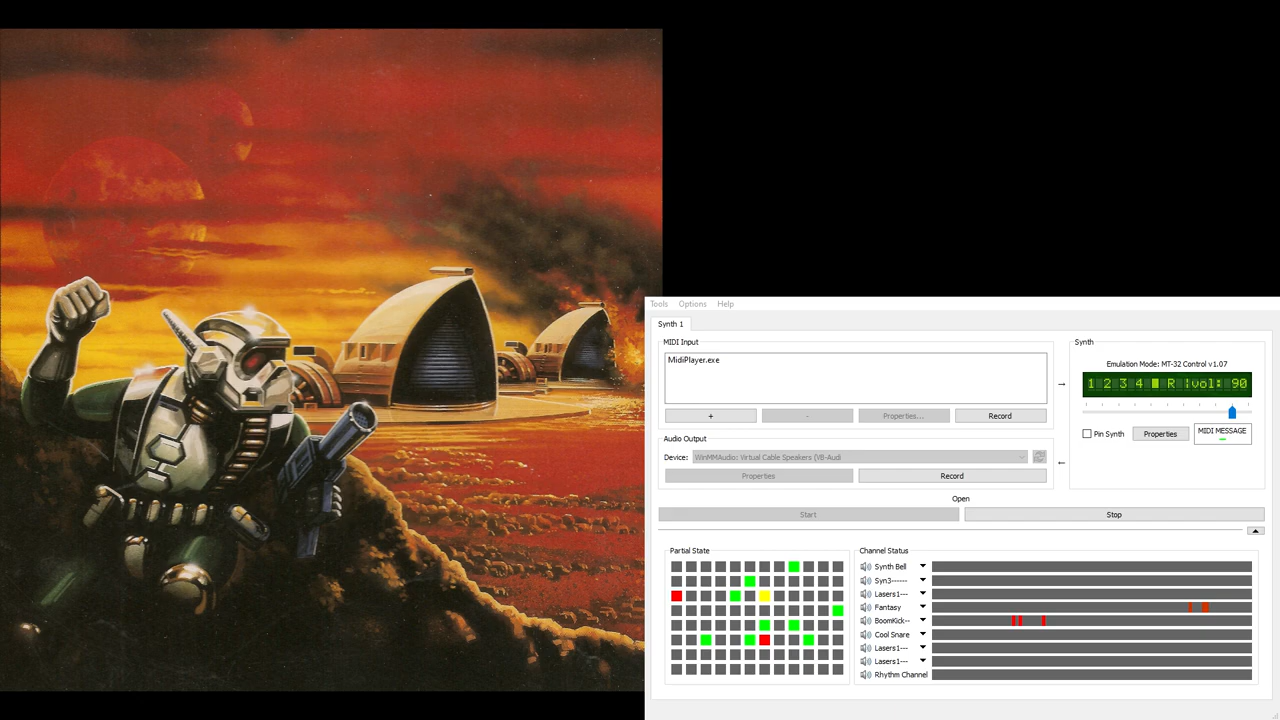 Tools Options Help
Synth 1
MIDI Input
MidiPlayer.exe
+ - Properties... Record
Audio Output
Device: WinMMAudio: Virtual Cable Speakers (VB-Audi
Properties Record
Synth
Emulation Mode: MT-32 Control v1.07
1 2 3 4 R |vol: 90
Pin Synth Properties MIDI MESSAGE
Open
Start Stop
Partial State
Channel Status
Synth Bell
Syn3------
Lasers1---
Fantasy
BoomKick--
Cool Snare
Lasers1---
Lasers1---
Rhythm Channel